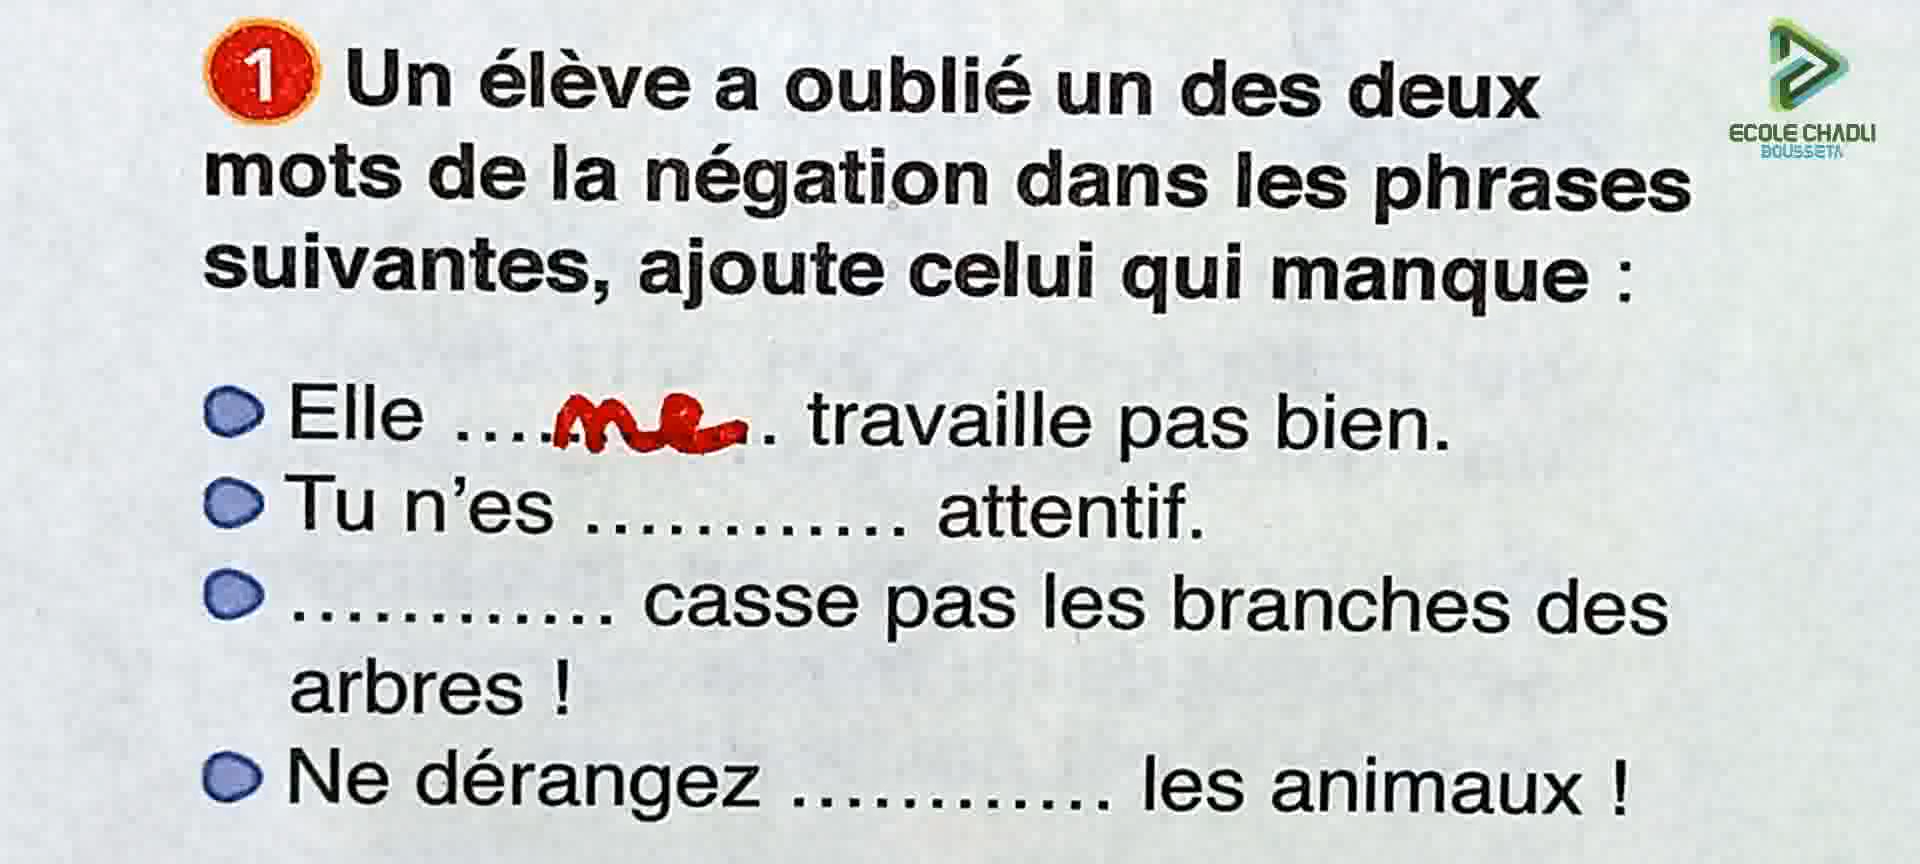 1 Un élève a oublié un des deux
mots de la négation dans les phrases
suivantes, ajoute celui qui manque :
Elle ....ne.. travaille pas bien.
Tu n'es ............ attentif.
............ casse pas les branches des
arbres !
Ne dérangez ............ les animaux !
ECOLE CHADLI
BOUSSETA